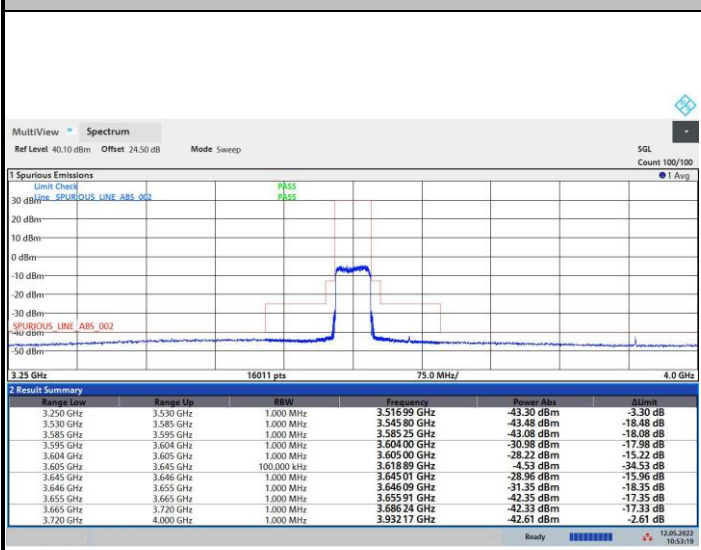 MultiView Spectrum
Ref Level 40.10 dBm Offset 24.50 dB Mode Sweep SGL
Count 100/100
1 Spurious Emissions 1 Avg
Limit Check PASS
Line _SPURIOUS_LINE_ABS_002 PASS
30 dBm
20 dBm
10 dBm
0 dBm
-10 dBm
-20 dBm
-30 dBm
_SPURIOUS_LINE_ABS_002
-40 dBm
-50 dBm
3.25 GHz 16011 pts 75.0 MHz/ 4.0 GHz
2 Result Summary
Range Low Range Up RBW Frequency Power Abs ΔLimit
3.250 GHz 3.530 GHz 1.000 MHz 3.51699 GHz -43.30 dBm -3.30 dB
3.530 GHz 3.585 GHz 1.000 MHz 3.54580 GHz -43.48 dBm -18.48 dB
3.585 GHz 3.595 GHz 1.000 MHz 3.58525 GHz -43.08 dBm -18.08 dB
3.595 GHz 3.604 GHz 1.000 MHz 3.60400 GHz -30.98 dBm -17.98 dB
3.604 GHz 3.605 GHz 1.000 MHz 3.60500 GHz -28.22 dBm -15.22 dB
3.605 GHz 3.645 GHz 100.000 kHz 3.61889 GHz -4.53 dBm -34.53 dB
3.645 GHz 3.646 GHz 1.000 MHz 3.64501 GHz -28.96 dBm -15.96 dB
3.646 GHz 3.655 GHz 1.000 MHz 3.64609 GHz -31.35 dBm -18.35 dB
3.655 GHz 3.665 GHz 1.000 MHz 3.65591 GHz -42.35 dBm -17.35 dB
3.665 GHz 3.720 GHz 1.000 MHz 3.68624 GHz -42.33 dBm -17.33 dB
3.720 GHz 4.000 GHz 1.000 MHz 3.93217 GHz -42.61 dBm -2.61 dB
Ready 12.05.2022
10:53:19